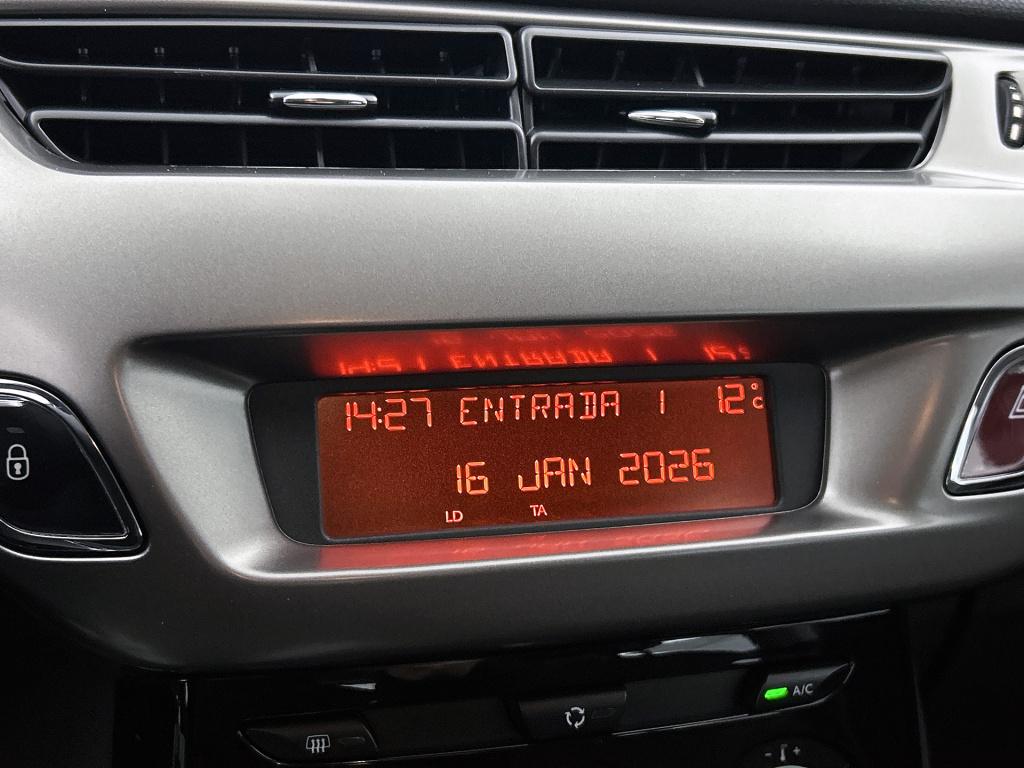 14:27 ENTRADA 1 12°C
16 JAN 2026
LD TA
A/C
- +